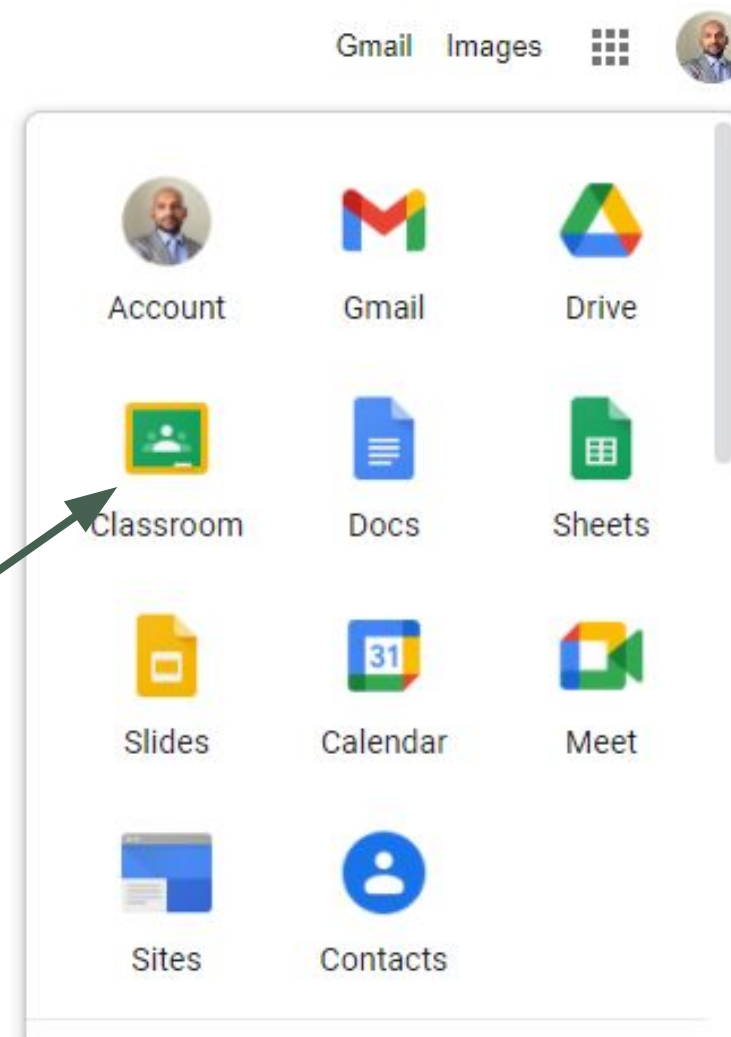 Gmail Images
Account Gmail Drive
Classroom Docs Sheets
31
Slides Calendar Meet
Sites Contacts